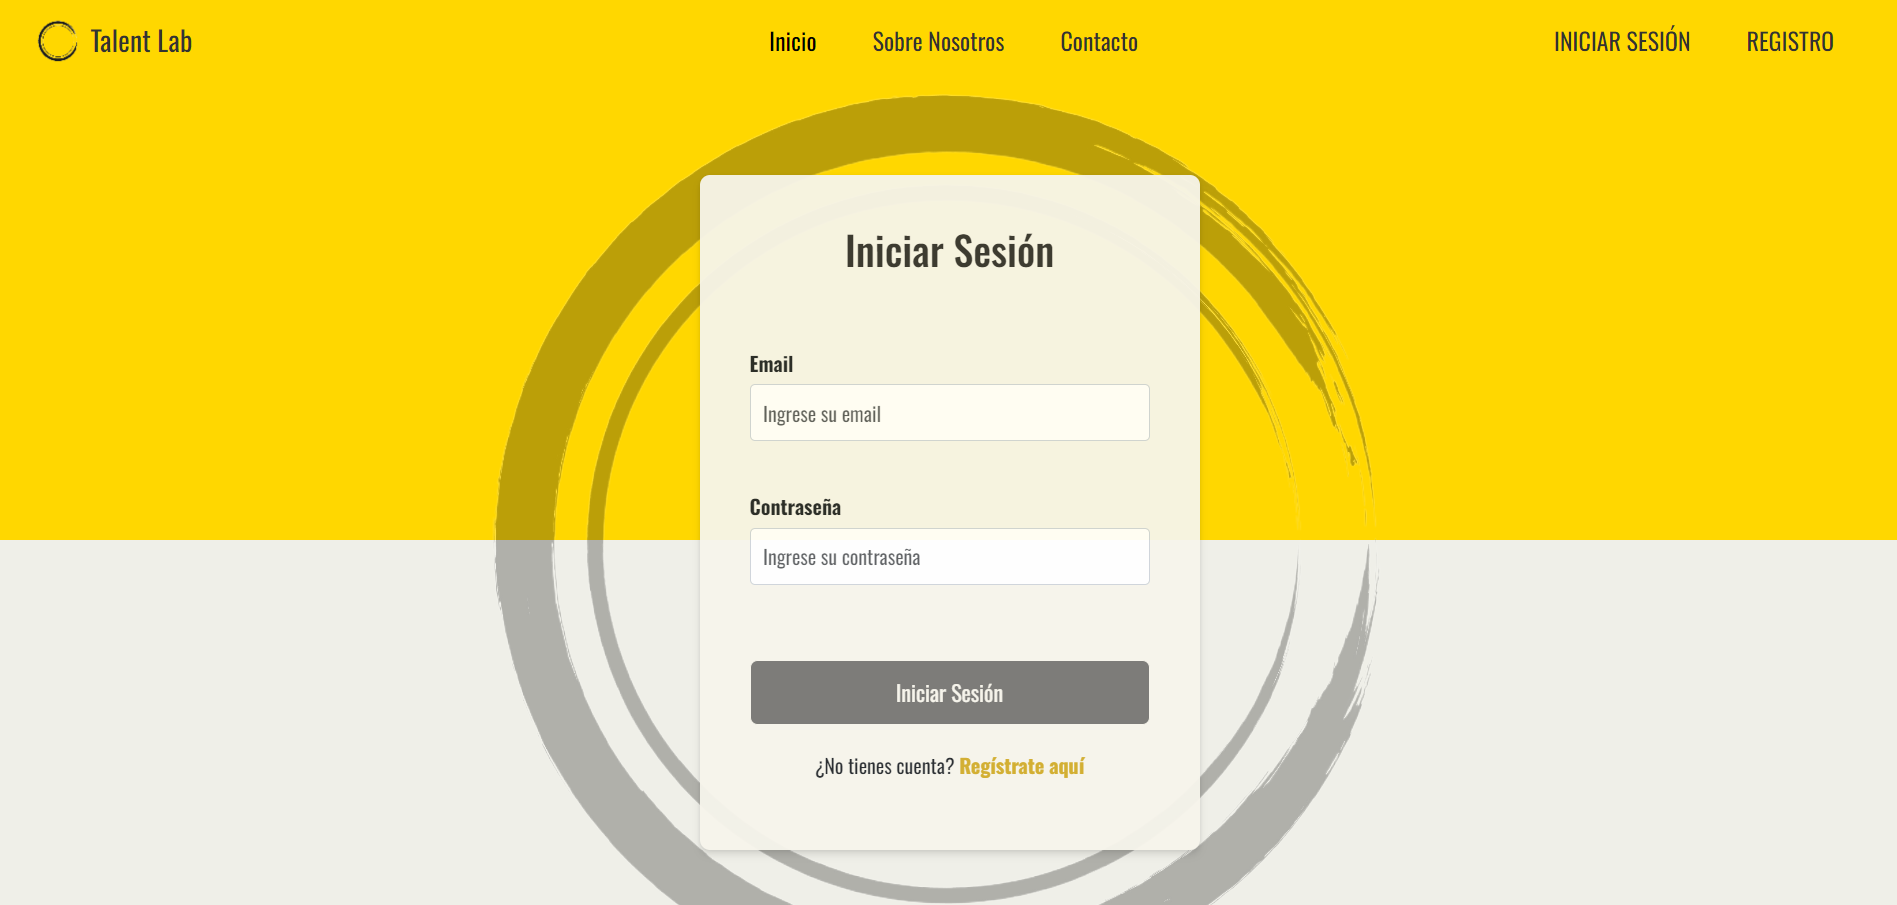 Talent Lab
Inicio
Sobre Nosotros
Contacto
INICIAR SESIÓN
REGISTRO
Iniciar Sesión
Email
Ingrese su email
Contraseña
Ingrese su contraseña
Iniciar Sesión
¿No tienes cuenta? Regístrate aquí